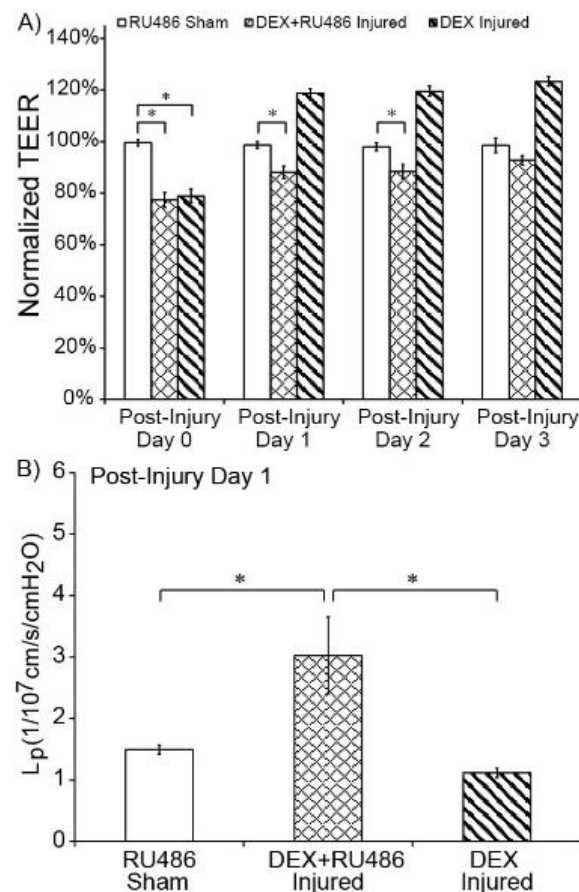 A)
RU486 Sham DEX+RU486 Injured DEX Injured
140%
120%
100%
80%
60%
40%
20%
0%
Normalized TEER
* * * *
Post-Injury Day 0
Post-Injury Day 1
Post-Injury Day 2
Post-Injury Day 3
B)
Post-Injury Day 1
6
5
4
3
2
1
0
Lp(1/10⁷cm/s/cmH₂O)
* *
RU486 Sham
DEX+RU486 Injured
DEX Injured